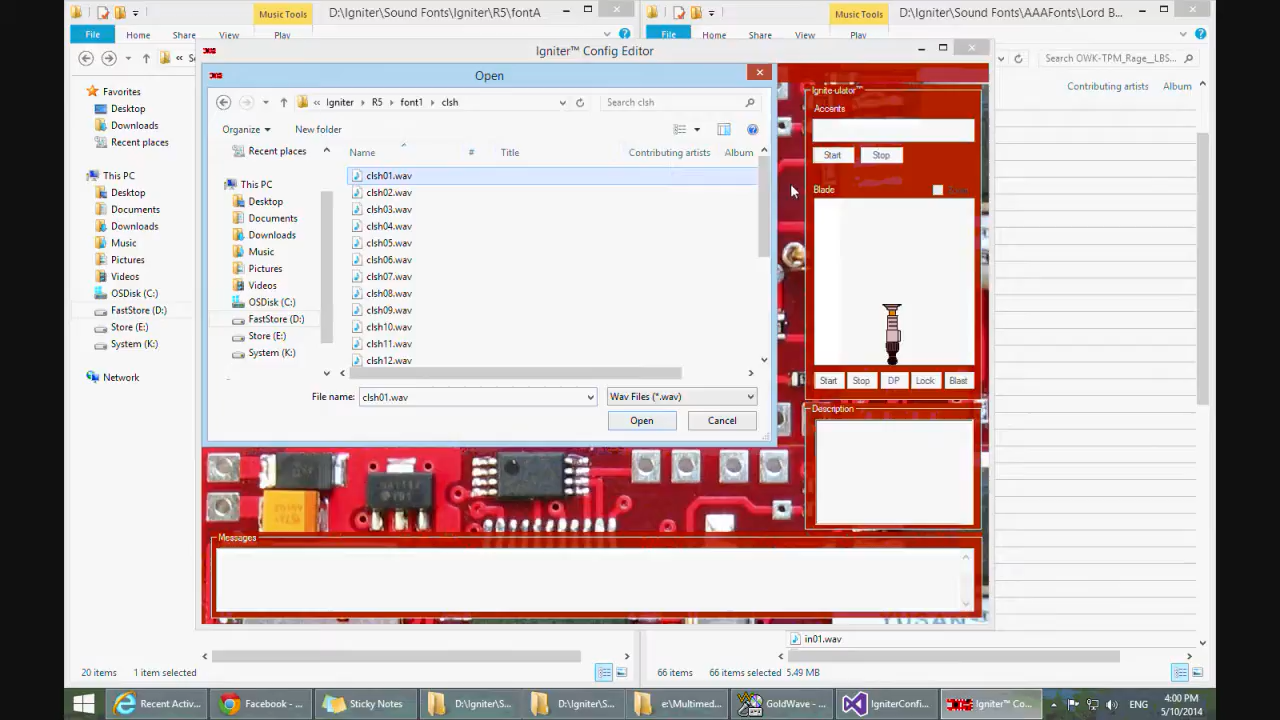 Music Tools
D:\Igniter\Sound Fonts\Igniter\R5\fontA
Music Tools
D:\Igniter\Sound Fonts\AAAFonts\Lord B...
File
Home
Share
View
Play
File
Home
Share
View
Play
Igniter™ Config Editor
Search OWK-TPM_Rage__LBS...
Contributing artists
Album
Favorites
Desktop
Downloads
Recent places
This PC
Desktop
Documents
Downloads
Music
Pictures
Videos
OSDisk (C:)
FastStore (D:)
Store (E:)
System (K:)
Network
Open
Igniter
R5
font1
clsh
Search clsh
Organize
New folder
Name
#
Title
Contributing artists
Album
Recent places
This PC
Desktop
Documents
Downloads
Music
Pictures
Videos
OSDisk (C:)
FastStore (D:)
Store (E:)
System (K:)
clsh01.wav
clsh02.wav
clsh03.wav
clsh04.wav
clsh05.wav
clsh06.wav
clsh07.wav
clsh08.wav
clsh09.wav
clsh10.wav
clsh11.wav
clsh12.wav
File name:
clsh01.wav
Wav Files (*.wav)
Open
Cancel
Igniteulator™
Accents
Start
Stop
Blade
Start
Stop
DP
Lock
Blast
Description
Messages
in01.wav
20 items
1 item selected
66 items
66 items selected 5.49 MB
Recent Activ...
Facebook - ...
Sticky Notes
D:\Igniter\S...
D:\Igniter\S...
e:\Multimed...
GoldWave - ...
IgniterConfi...
Igniter™ Co...
ENG
4:00 PM
5/10/2014